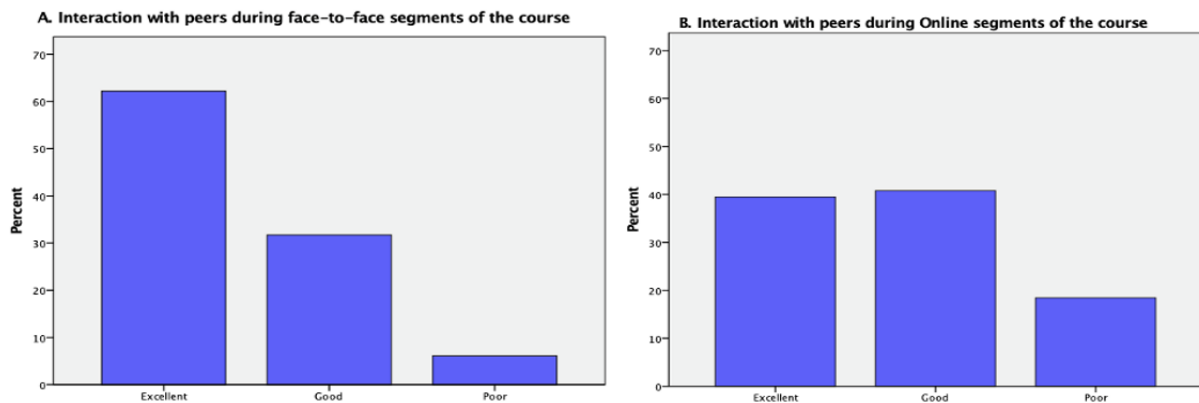 A. Interaction with peers during face-to-face segments of the course
70
60
50
40
30
20
10
0
Percent
Excellent Good Poor
B. Interaction with peers during Online segments of the course
70
60
50
40
30
20
10
0
Percent
Excellent Good Poor